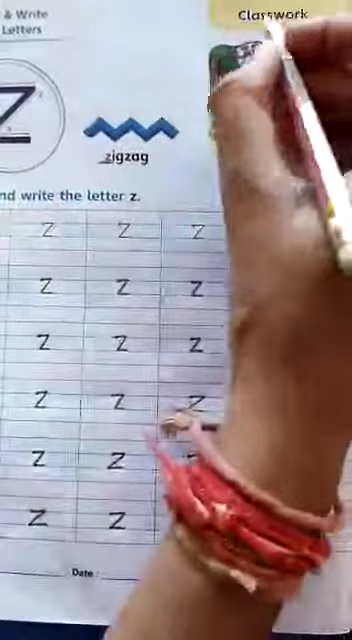 & Write
Letters
Classwork
z
zigzag
nd write the letter z.
z z z
z z z
z z z
z z z
z z
z z
Date :